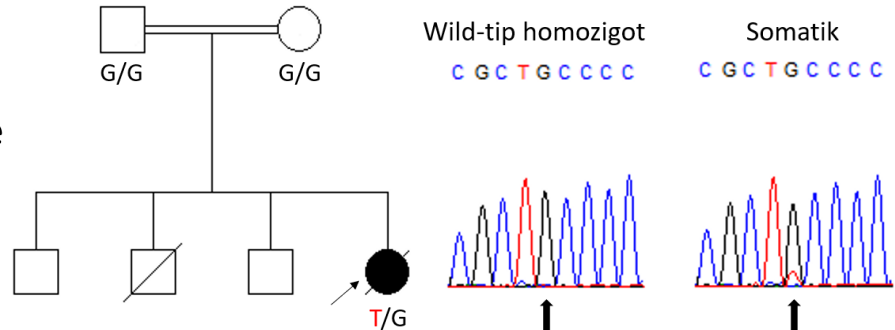 Wild-tip homozigot
Somatik
C G C T G C C C C
C G C T G C C C C
G/G
G/G
e
T/G